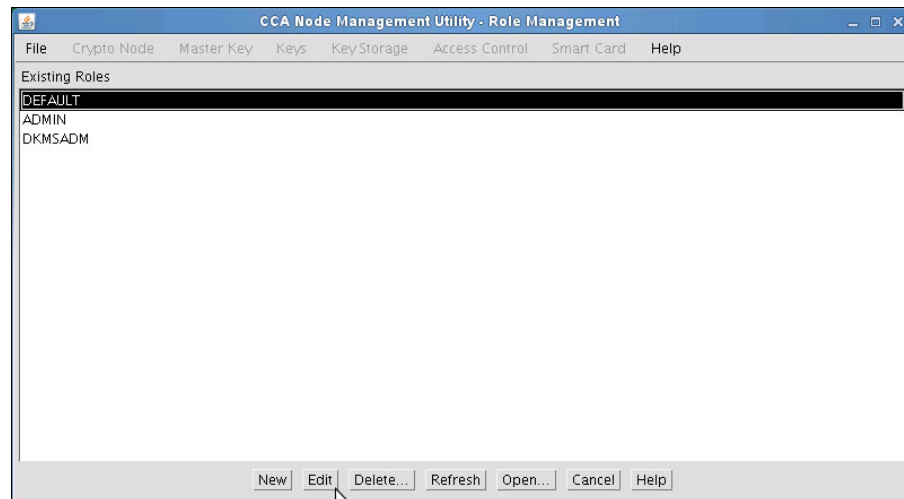 CCA Node Management Utility - Role Management
File Crypto Node Master Key Keys Key Storage Access Control Smart Card Help
Existing Roles
DEFAULT
ADMIN
DKMSADM
New Edit Delete... Refresh Open... Cancel Help